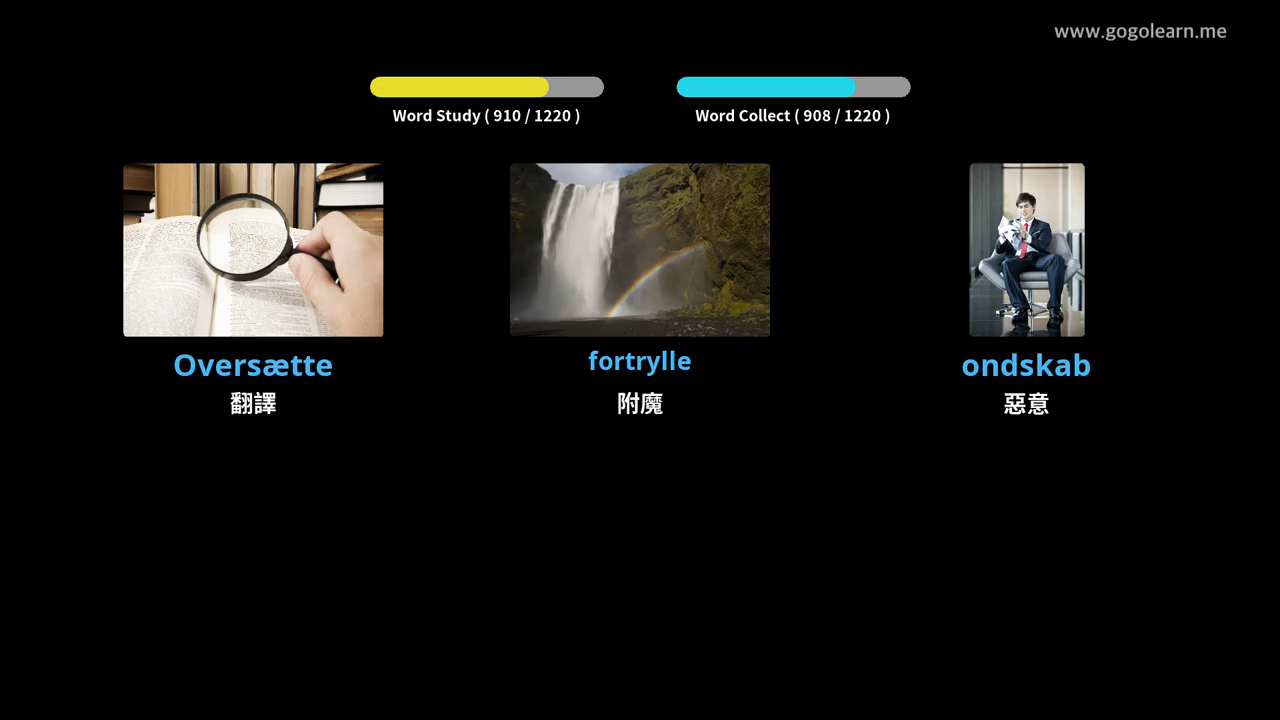 www.gogolearn.me
Word Study ( 910 / 1220 )
Word Collect ( 908 / 1220 )
Oversætte
翻譯
fortrylle
附魔
ondskab
惡意